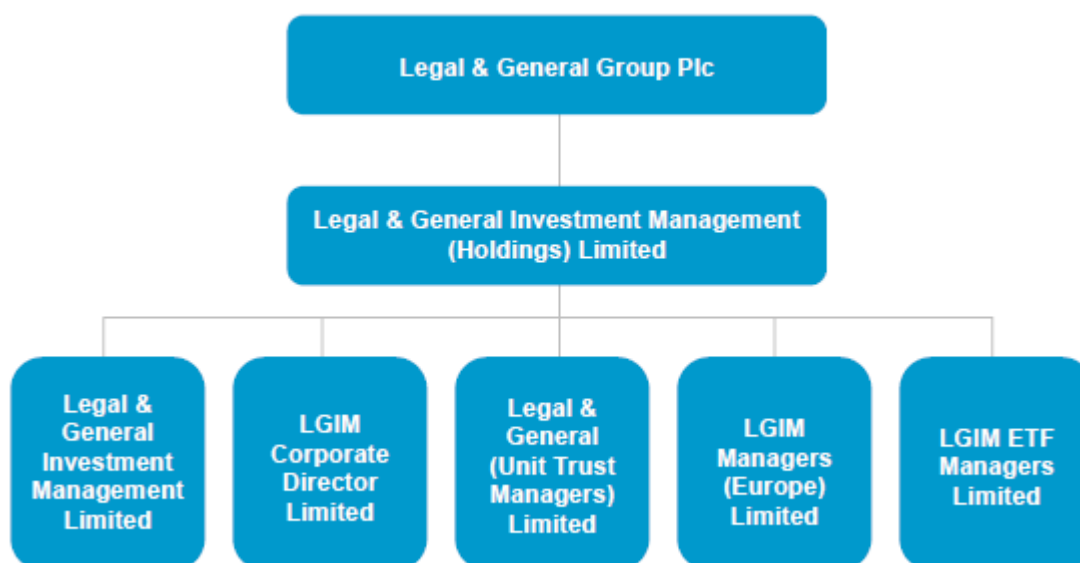 Legal & General Group Plc
Legal & General Investment Management
(Holdings) Limited
Legal &
General
Investment
Management
Limited
LGIM
Corporate
Director
Limited
Legal &
General
(Unit Trust
Managers)
Limited
LGIM
Managers
(Europe)
Limited
LGIM ETF
Managers
Limited